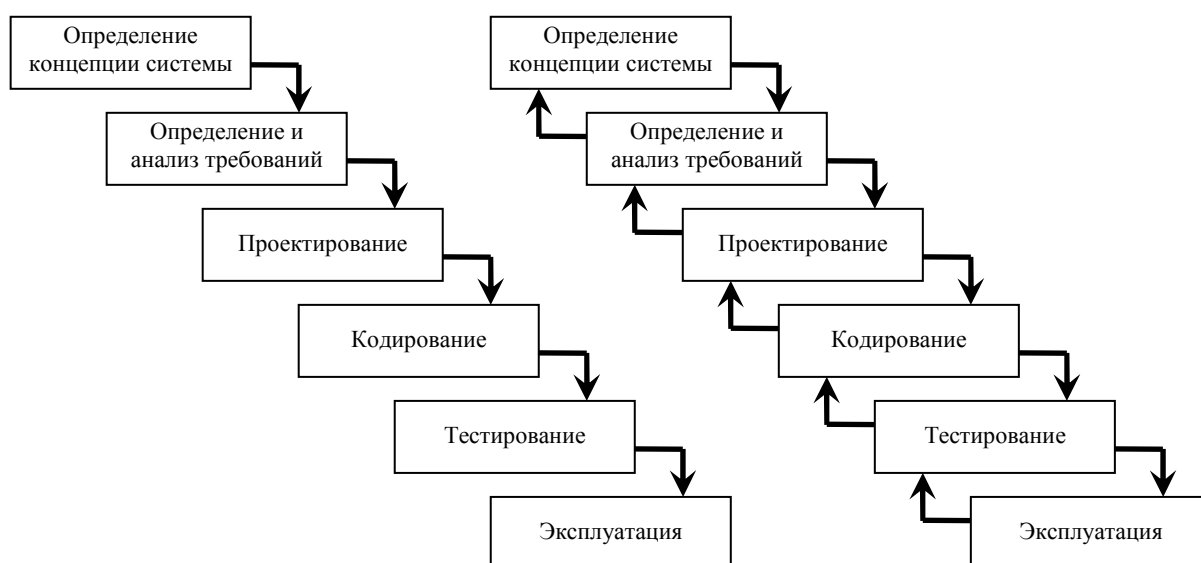 Определение
концепции системы
Определение и
анализ требований
Проектирование
Кодирование
Тестирование
Эксплуатация
Определение
концепции системы
Определение и
анализ требований
Проектирование
Кодирование
Тестирование
Эксплуатация